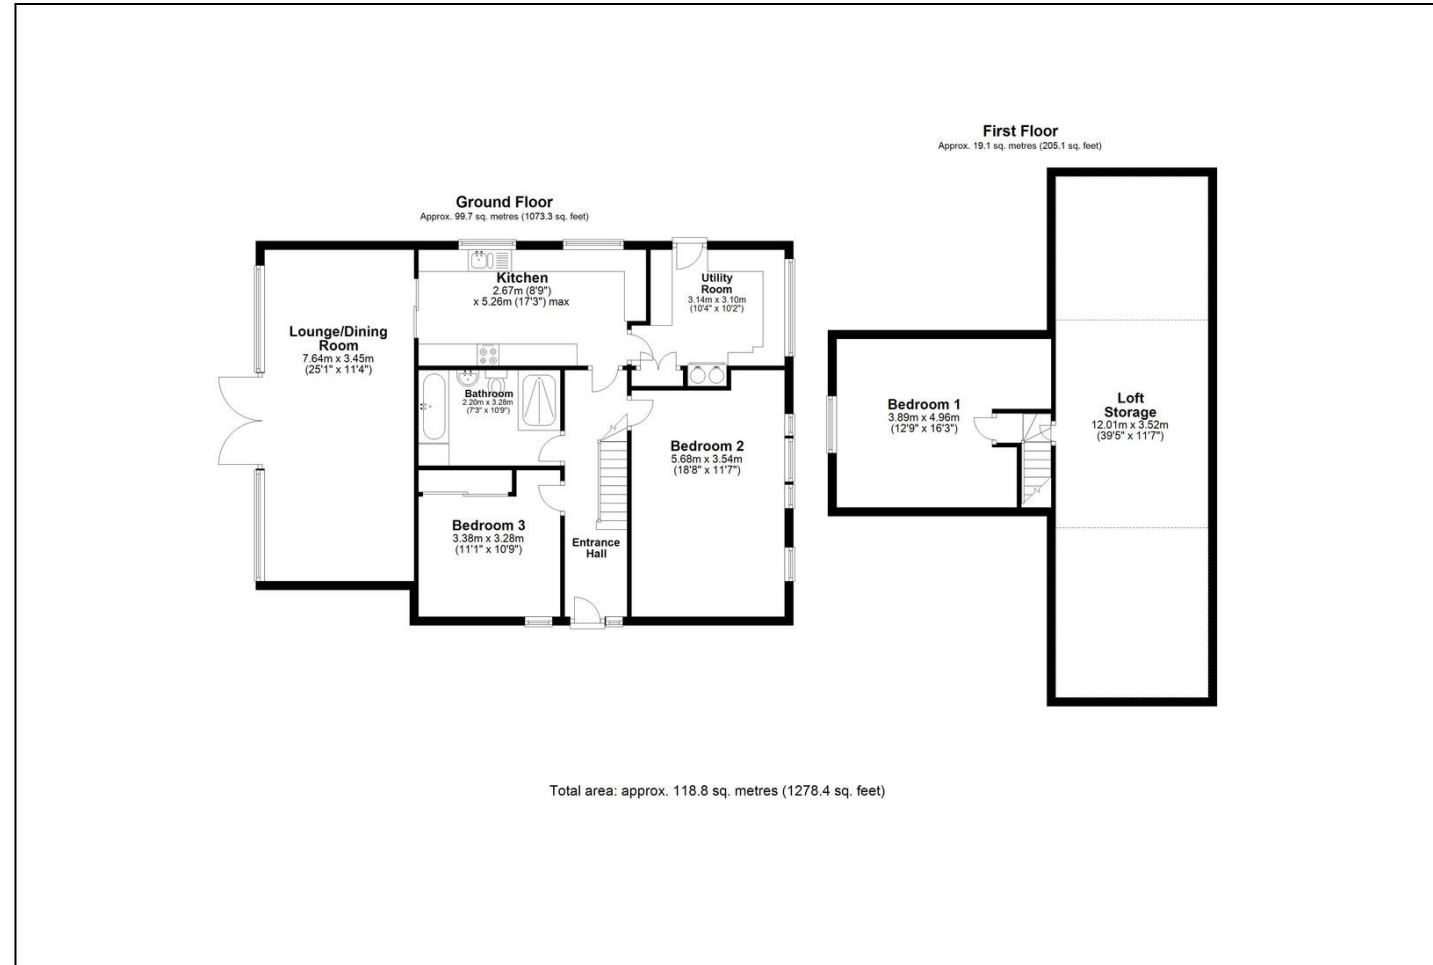 First Floor
Approx. 19.1 sq. metres (205.1 sq. feet)
Ground Floor
Approx. 99.7 sq. metres (1073.3 sq. feet)
Kitchen
2.67m (8'9")
x 5.26m (17'3") max
Utility
Room
3.14m x 3.10m
(10'4" x 10'2")
Lounge/Dining
Room
7.64m x 3.45m
(25'1" x 11'4")
Bathroom
2.20m x 3.28m
(7'3" x 10'9")
Bedroom 2
5.68m x 3.54m
(18'8" x 11'7")
Bedroom 3
3.38m x 3.28m
(11'1" x 10'9")
Entrance
Hall
Bedroom 1
3.89m x 4.96m
(12'9" x 16'3")
Loft
Storage
12.01m x 3.52m
(39'5" x 11'7")
Total area: approx. 118.8 sq. metres (1278.4 sq. feet)